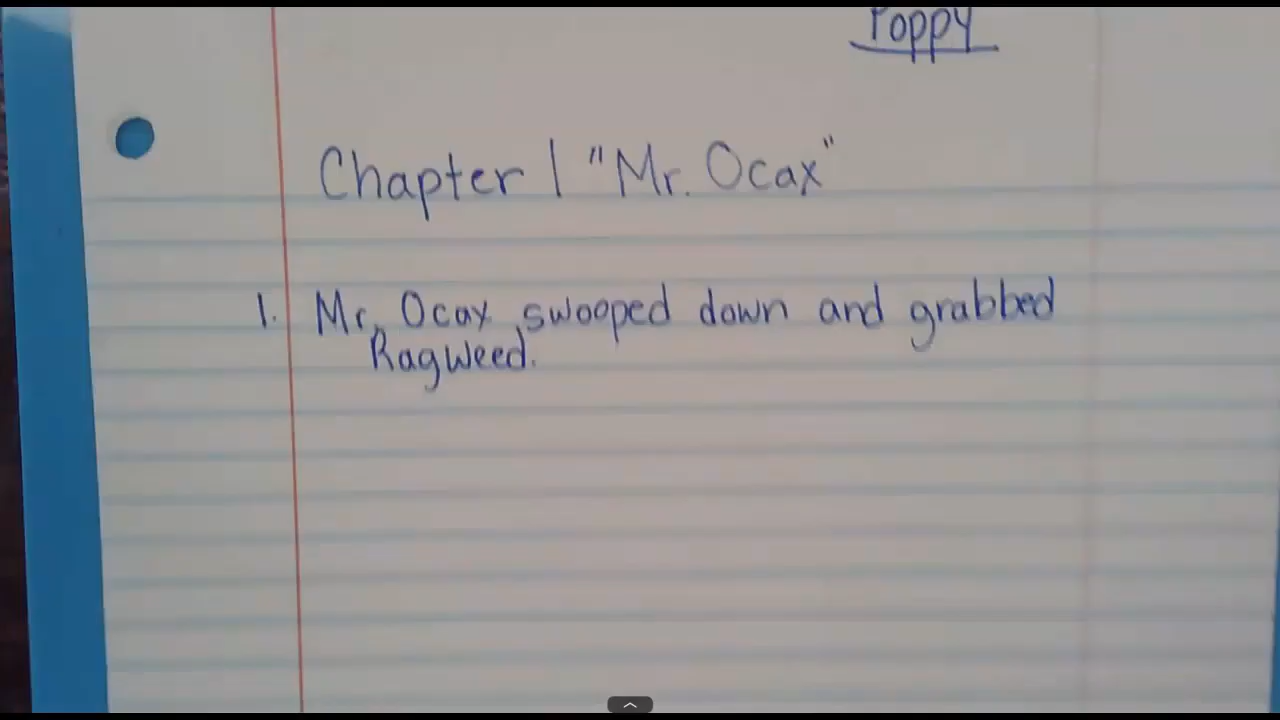 Poppy
Chapter 1 "Mr. Ocax"
1. Mr. Ocax swooped down and grabbed
Ragweed.